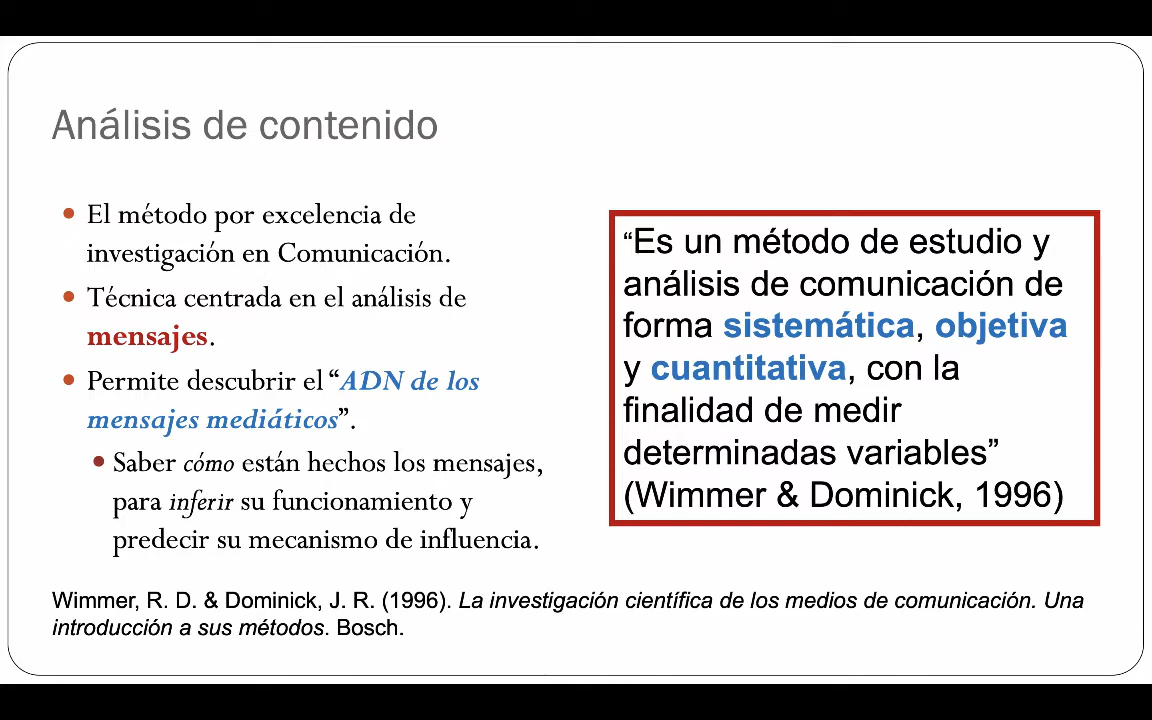 Análisis de contenido
• El método por excelencia de
investigación en Comunicación.
• Técnica centrada en el análisis de
mensajes.
• Permite descubrir el “ADN de los
mensajes mediáticos”.
• Saber cómo están hechos los mensajes,
para inferir su funcionamiento y
predecir su mecanismo de influencia.
“Es un método de estudio y
análisis de comunicación de
forma sistemática, objetiva
y cuantitativa, con la
finalidad de medir
determinadas variables”
(Wimmer & Dominick, 1996)
Wimmer, R. D. & Dominick, J. R. (1996). La investigación científica de los medios de comunicación. Una
introducción a sus métodos. Bosch.